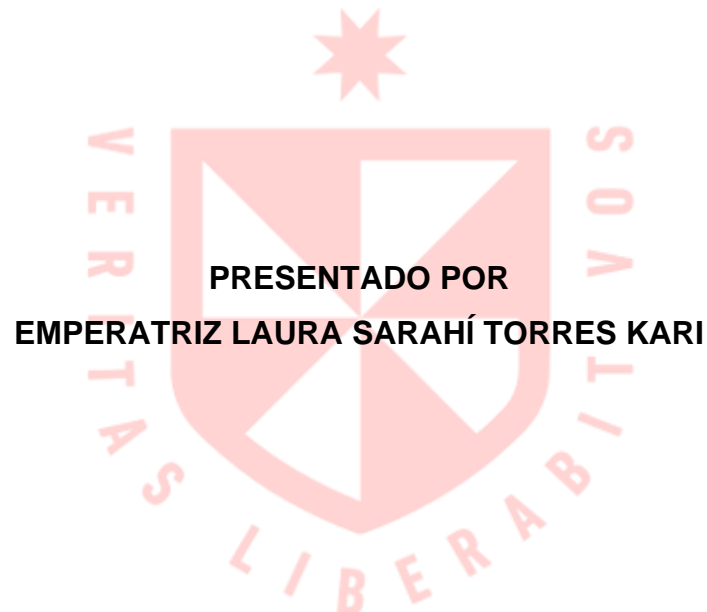 PRESENTADO POR
EMPERATRIZ LAURA SARAHÍ TORRES KARI
VERITAS LIBERABIT VOS